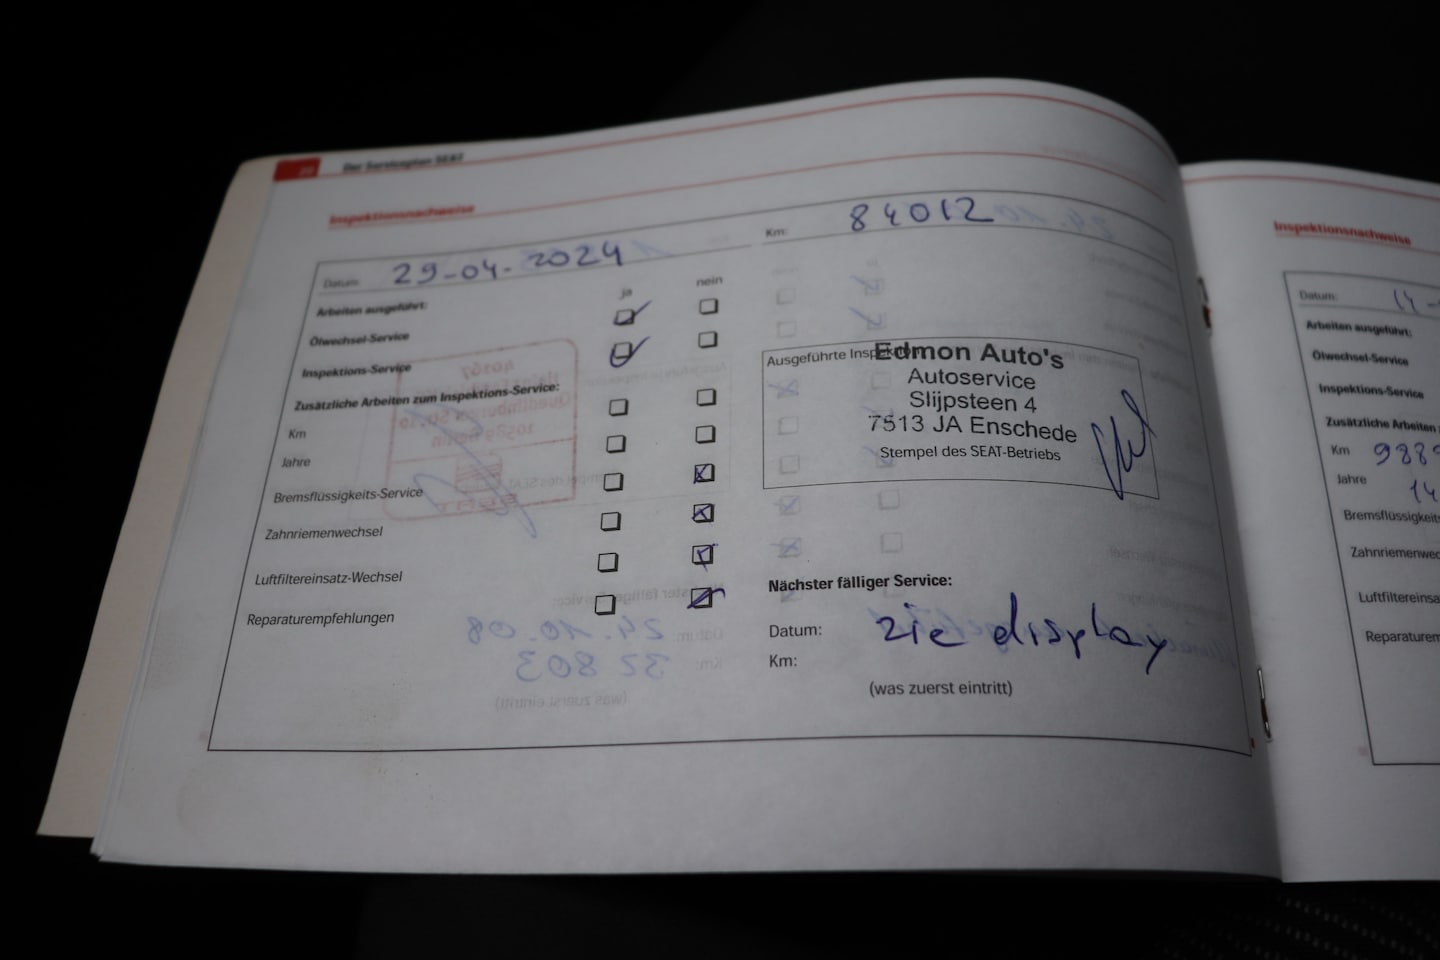 Der Serviceplan SEAT
Inspektionsnachweise
Datum: 29-04-2024
Km: 84012
ja nein
Arbeiten ausgeführt:
Ölwechsel-Service
Inspektions-Service
Zusätzliche Arbeiten zum Inspektions-Service:
Km
Jahre
Bremsflüssigkeits-Service
Zahnriemenwechsel
Luftfiltereinsatz-Wechsel
Reparaturempfehlungen
Ausgeführte
Edmon Auto's
Autoservice
Slijpsteen 4
7513 JA Enschede
Stempel des SEAT-Betriebs
Nächster fälliger Service:
Datum: zie display
Km:
(was zuerst eintritt)
Inspektionsnachweise
Datum:
Arbeiten ausgeführt:
Ölwechsel-Service
Inspektions-Service
Zusätzliche Arbeiten
Km
Jahre
Bremsflüssigkeits
Zahnriemenwec
Luftfiltereinsa
Reparaturem